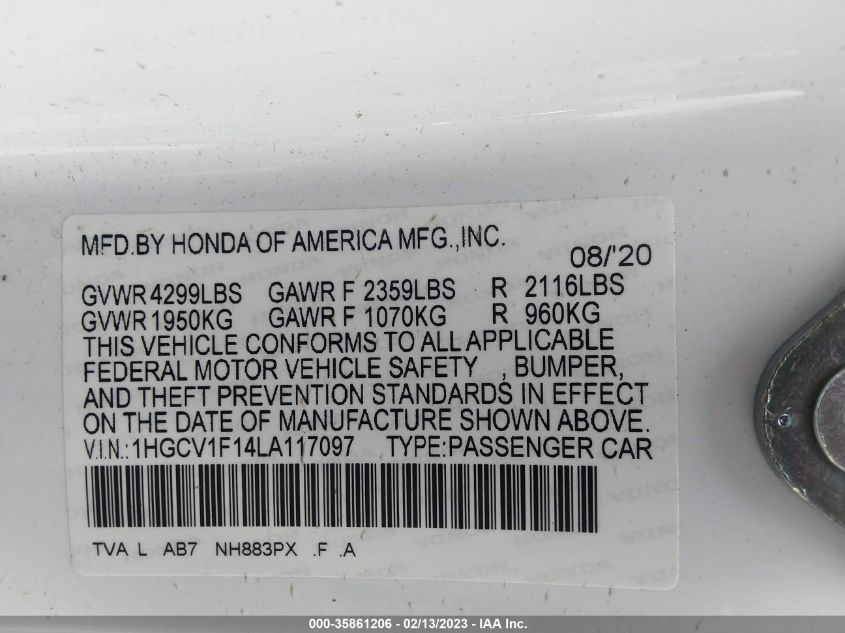 MFD.BY HONDA OF AMERICA MFG.,INC.
08/'20
GVWR 4299LBS GAWR F 2359LBS R 2116LBS
GVWR 1950KG GAWR F 1070KG R 960KG
THIS VEHICLE CONFORMS TO ALL APPLICABLE
FEDERAL MOTOR VEHICLE SAFETY , BUMPER,
AND THEFT PREVENTION STANDARDS IN EFFECT
ON THE DATE OF MANUFACTURE SHOWN ABOVE.
V.I.N.: 1HGCV1F14LA117097 TYPE:PASSENGER CAR
TVA L AB7 NH883PX .F .A
000-35861206 - 02/13/2023 - IAA Inc.